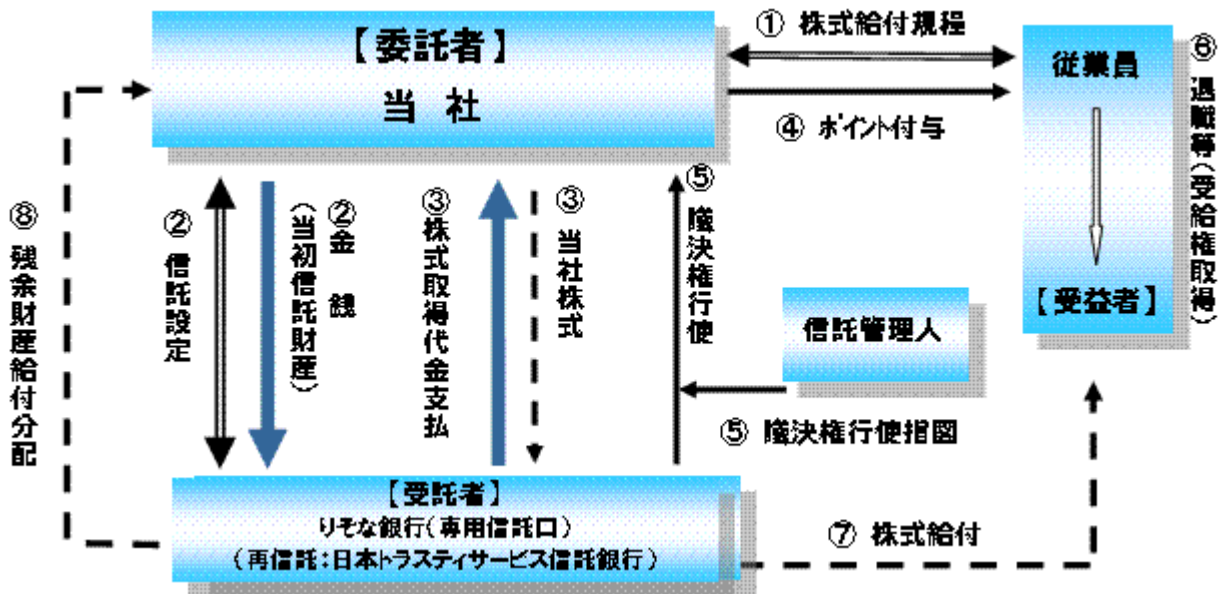 【委託者】
当 社
① 株式給付規程
④ ポイント付与
従業員
【受益者】
⑥ 退職等(受給権取得)
⑧ 残余財産給付分配
② 信託設定
②金 銭
(当初信託財産)
③株式取得代金支払
③ 当社株式
⑤ 議決権行使
信託管理人
⑤ 議決権行使指図
【受託者】
りそな銀行(専用信託口)
(再信託:日本トラスティサービス信託銀行)
⑦ 株式給付